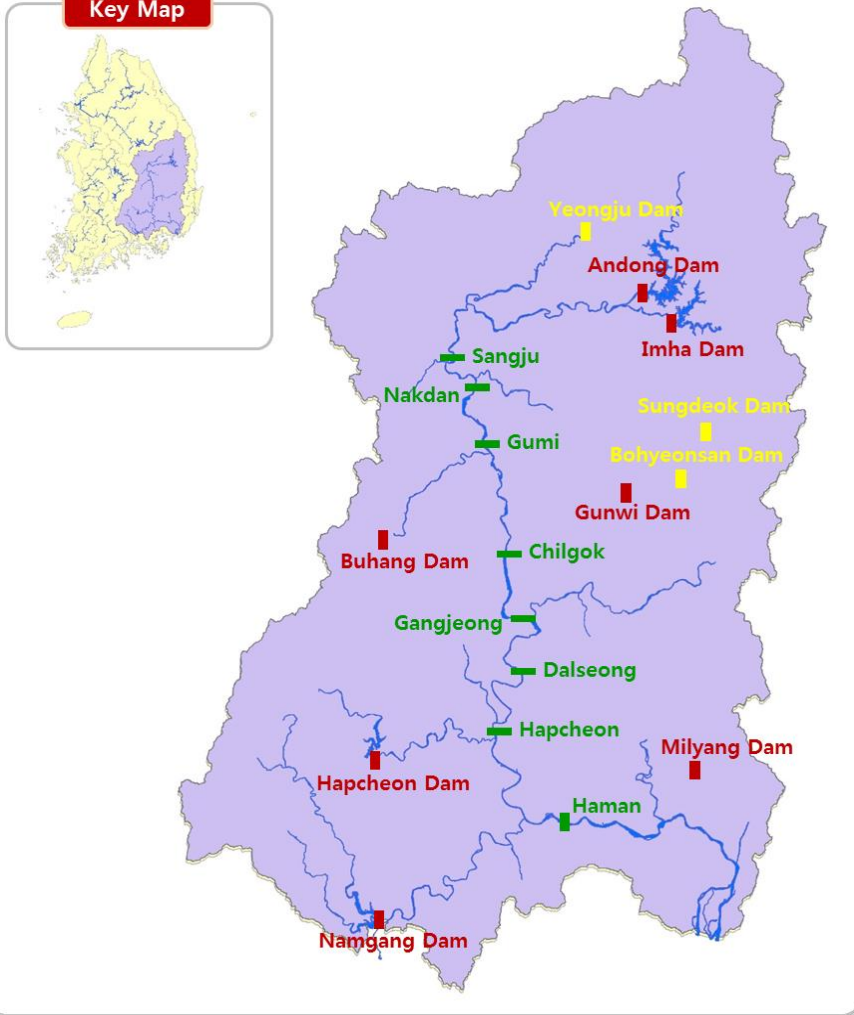 Key Map
Yeongju Dam
Andong Dam
Imha Dam
Sangju
Nakdan
Sungdeok Dam
Gumi
Bohyeonsan Dam
Gunwi Dam
Chilgok
Buhang Dam
Gangjeong
Dalseong
Hapcheon
Milyang Dam
Hapcheon Dam
Haman
Namgang Dam